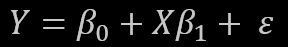 Y = β₀ + Xβ₁ + ε